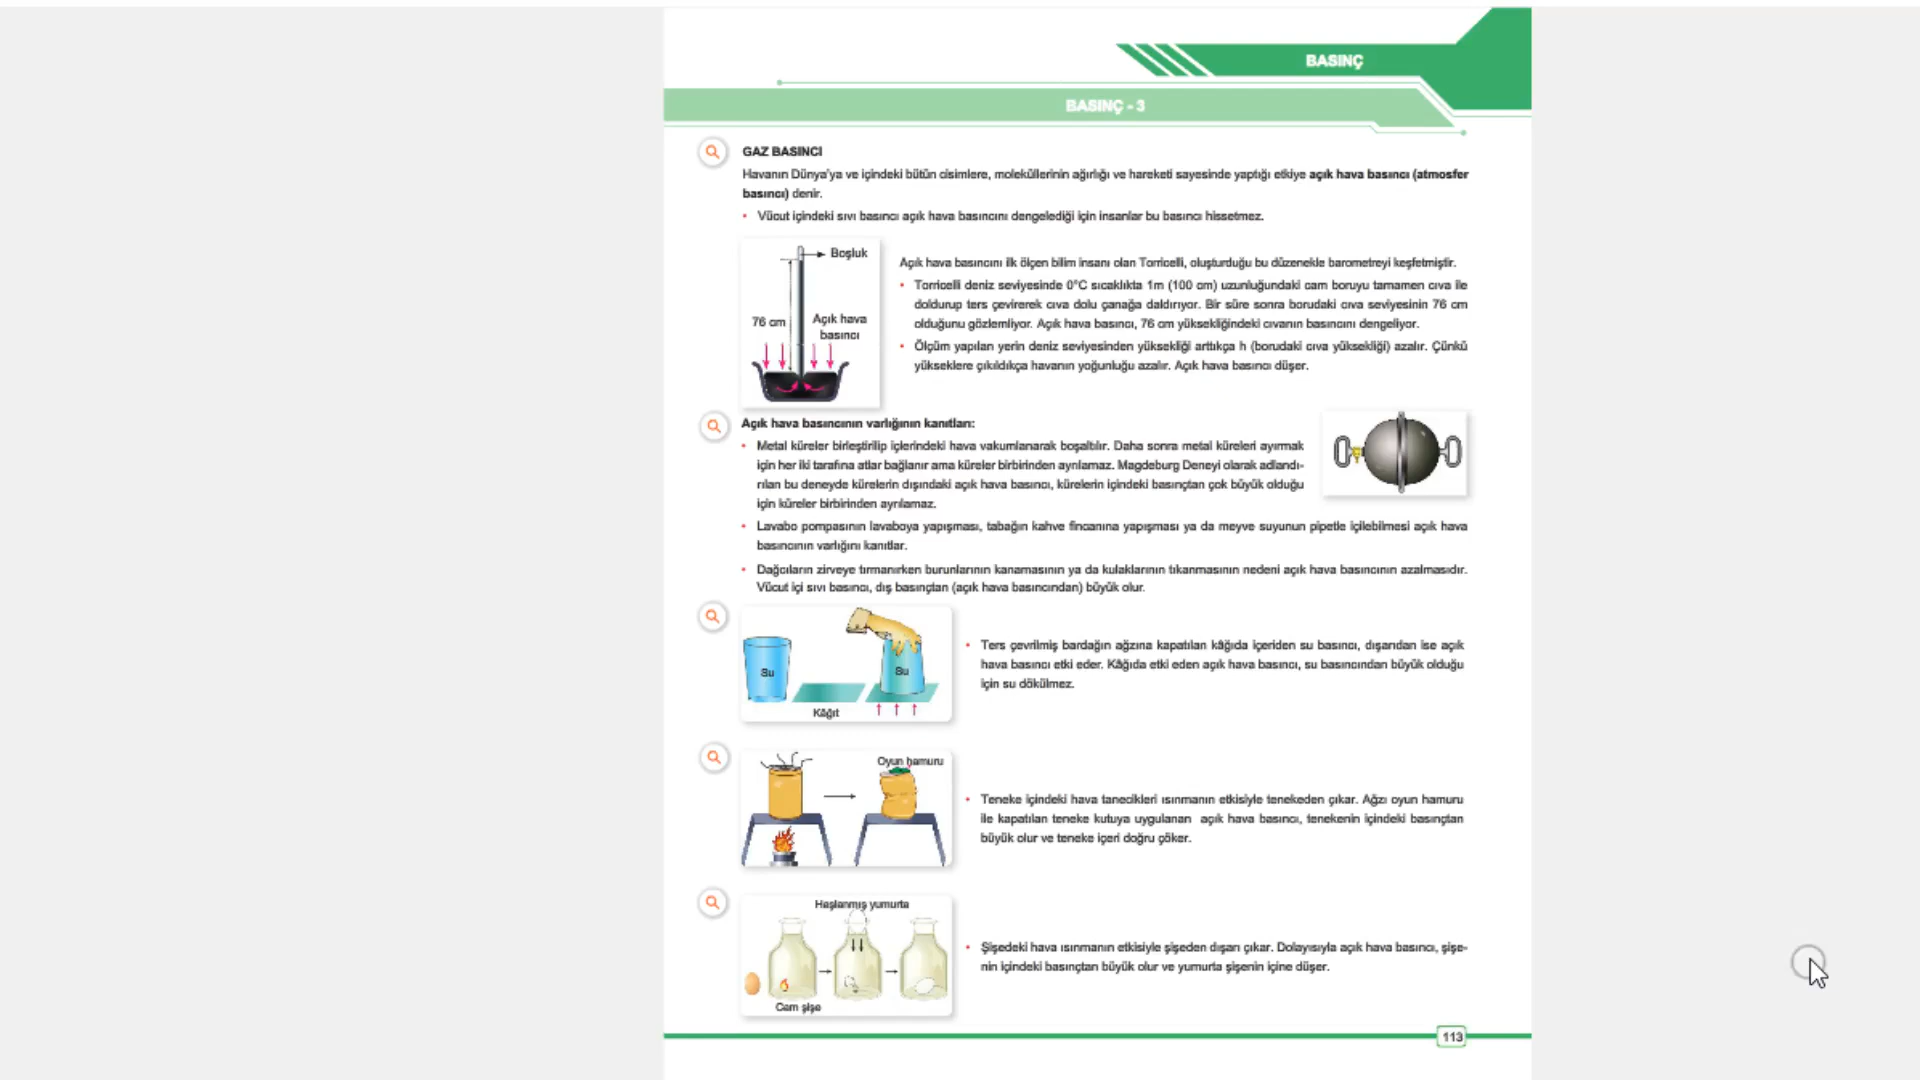 BASINÇ
BASINÇ - 3
GAZ BASINCI
Havanın Dünya'ya ve içindeki bütün cisimlere, moleküllerinin ağırlığı ve hareketi sayesinde yaptığı etkiye açık hava basıncı (atmosfer
basıncı) denir.
• Vücut içindeki sıvı basıncı açık hava basıncını dengelediği için insanlar bu basıncı hissetmez.
Boşluk
76 cm
Açık hava
basıncı
Açık hava basıncını ilk ölçen bilim insanı olan Torricelli, oluşturduğu bu düzenekle barometreyi keşfetmiştir.
• Torricelli deniz seviyesinde 0°C sıcaklıkta 1m (100 cm) uzunluğundaki cam boruyu tamamen cıva ile
doldurup ters çevirerek cıva dolu çanağa daldırıyor. Bir süre sonra borudaki cıva seviyesinin 76 cm
olduğunu gözlemliyor. Açık hava basıncı, 76 cm yüksekliğindeki cıvanın basıncını dengeliyor.
• Ölçüm yapılan yerin deniz seviyesinden yüksekliği arttıkça h (borudaki cıva yüksekliği) azalır. Çünkü
yükseklere çıkıldıkça havanın yoğunluğu azalır. Açık hava basıncı düşer.
Açık hava basıncının varlığının kanıtları:
• Metal küreler birleştirilip içlerindeki hava vakumlanarak boşaltılır. Daha sonra metal küreleri ayırmak
için her iki tarafına atlar bağlanır ama küreler birbirinden ayrılamaz. Magdeburg Deneyi olarak adlandı-
rılan bu deneyde kürelerin dışındaki açık hava basıncı, kürelerin içindeki basınçtan çok büyük olduğu
için küreler birbirinden ayrılamaz.
• Lavabo pompasının lavaboya yapışması, tabağın kahve fincanına yapışması ya da meyve suyunun pipetle içilebilmesi açık hava
basıncının varlığını kanıtlar.
• Dağcıların zirveye tırmanırken burunlarının kanamasının ya da kulaklarının tıkanmasının nedeni açık hava basıncının azalmasıdır.
Vücut içi sıvı basıncı, dış basınçtan (açık hava basıncından) büyük olur.
Su
Su
Kâğıt
• Ters çevrilmiş bardağın ağzına kapatılan kâğıda içeriden su basıncı, dışarıdan ise açık
hava basıncı etki eder. Kâğıda etki eden açık hava basıncı, su basıncından büyük olduğu
için su dökülmez.
Oyun hamuru
• Teneke içindeki hava tanecikleri ısınmanın etkisiyle tenekeden çıkar. Ağzı oyun hamuru
ile kapatılan teneke kutuya uygulanan açık hava basıncı, tenekenin içindeki basınçtan
büyük olur ve teneke içeri doğru çöker.
Haşlanmış yumurta
Cam şişe
• Şişedeki hava ısınmanın etkisiyle şişeden dışarı çıkar. Dolayısıyla açık hava basıncı, şişe-
nin içindeki basınçtan büyük olur ve yumurta şişenin içine düşer.
113